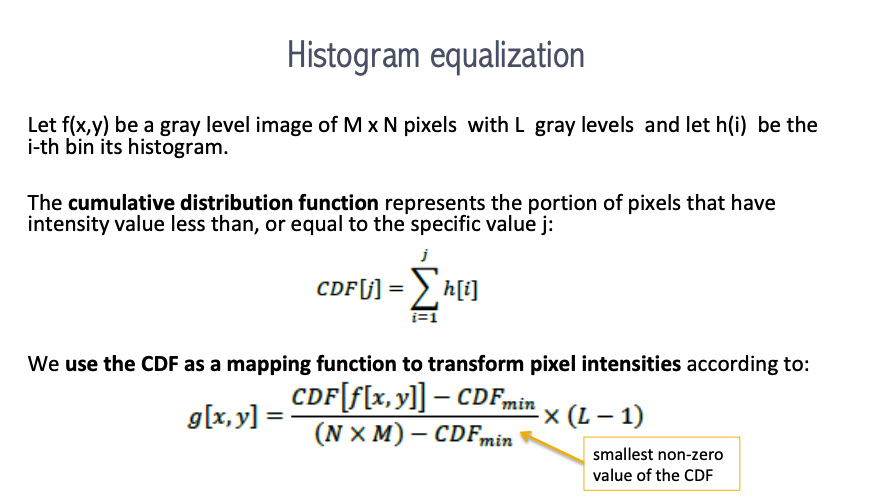 Histogram equalization
Let f(x,y) be a gray level image of M x N pixels with L gray levels and let h(i) be the
i-th bin its histogram.
The cumulative distribution function represents the portion of pixels that have
intensity value less than, or equal to the specific value j:
CDF[j] = \sum_{i=1}^{j} h[i]
We use the CDF as a mapping function to transform pixel intensities according to:
g[x,y] = \frac{CDF[f[x,y]] - CDF_{min}}{(N × M) - CDF_{min}} × (L - 1)
smallest non-zero
value of the CDF